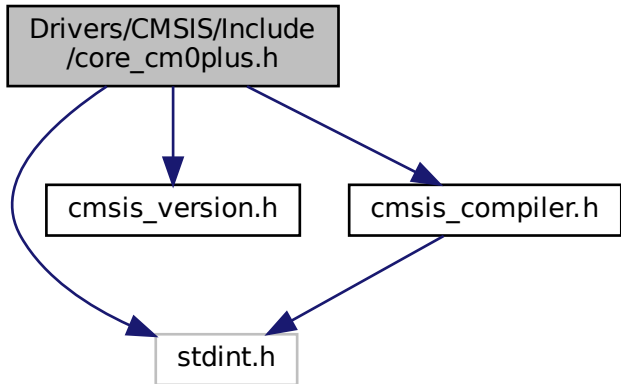 Drivers/CMSIS/Include
/core_cm0plus.h
cmsis_version.h
cmsis_compiler.h
stdint.h